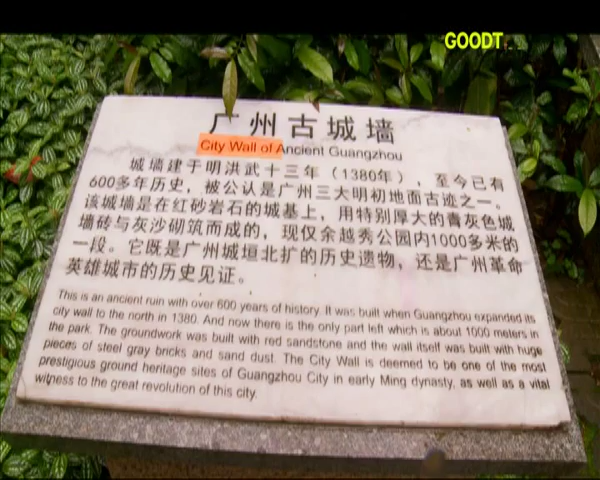 GOODT
广州古城墙
City Wall of Ancient Guangzhou
城墙建于明洪武十三年（1380年），至今已有
600多年历史，被公认是广州三大明初地面古迹之一。
该城墙是在红砂岩石的城基上，用特别厚大的青灰色城
墙砖与灰沙砌筑而成的，现仅余越秀公园内1000多米的
一段。它既是广州城垣北扩的历史遗物，还是广州革命
英雄城市的历史见证。
This is an ancient ruin with over 600 years of history. It was built when Guangzhou expanded its
city wall to the north in 1380. And now there is the only part left which is about 1000 meters in
the park. The groundwork was built with red sandstone and the wall itself was built with huge
pieces of steel gray bricks and sand dust. The City Wall is deemed to be one of the most
prestigious ground heritage sites of Guangzhou City in early Ming dynasty, as well as a vital
witness to the great revolution of this city.